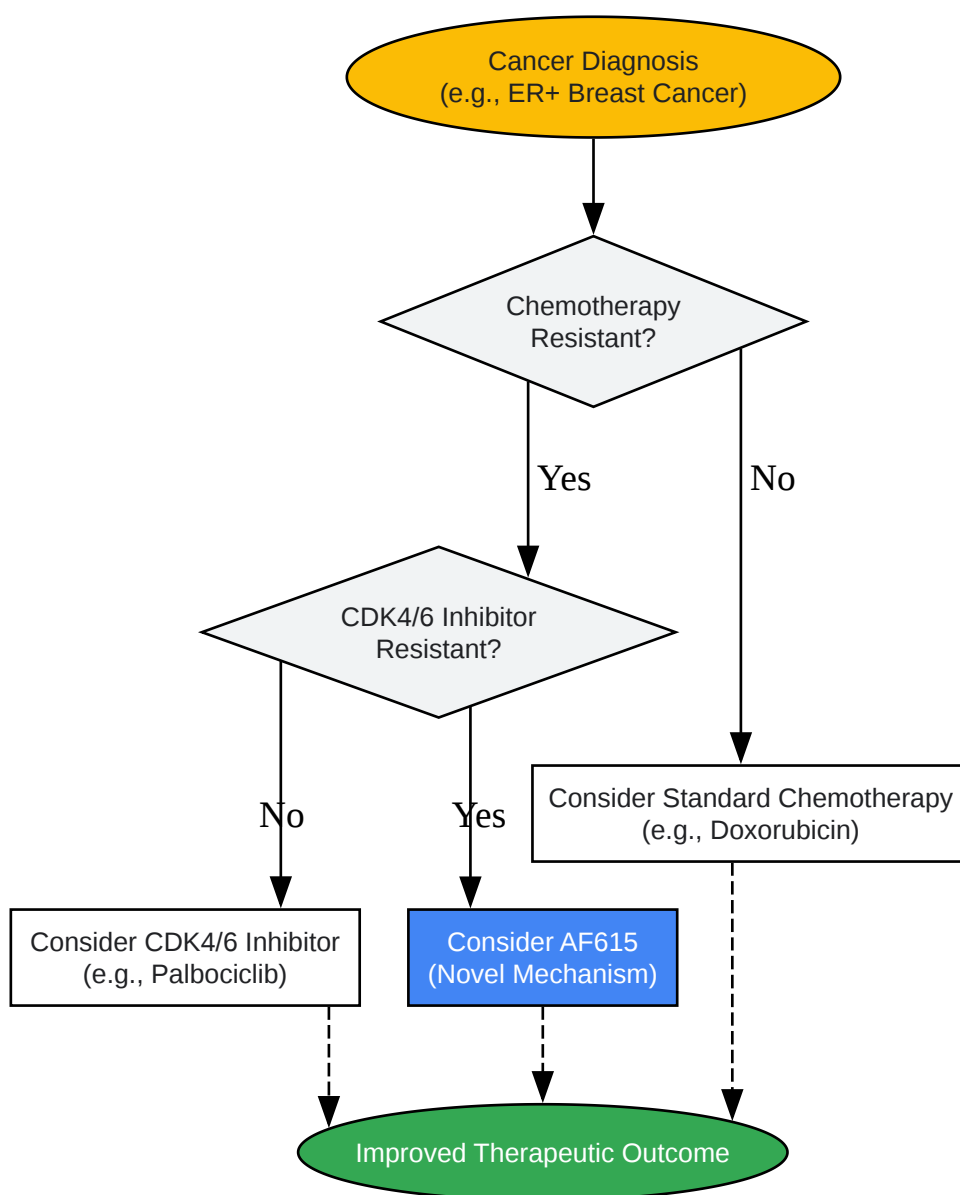 Cancer Diagnosis
(e.g., ER+ Breast Cancer)
Chemotherapy
Resistant?
Yes
No
CDK4/6 Inhibitor
Resistant?
No
Yes
Consider Standard Chemotherapy
(e.g., Doxorubicin)
Consider CDK4/6 Inhibitor
(e.g., Palbociclib)
Consider AF615
(Novel Mechanism)
Improved Therapeutic Outcome